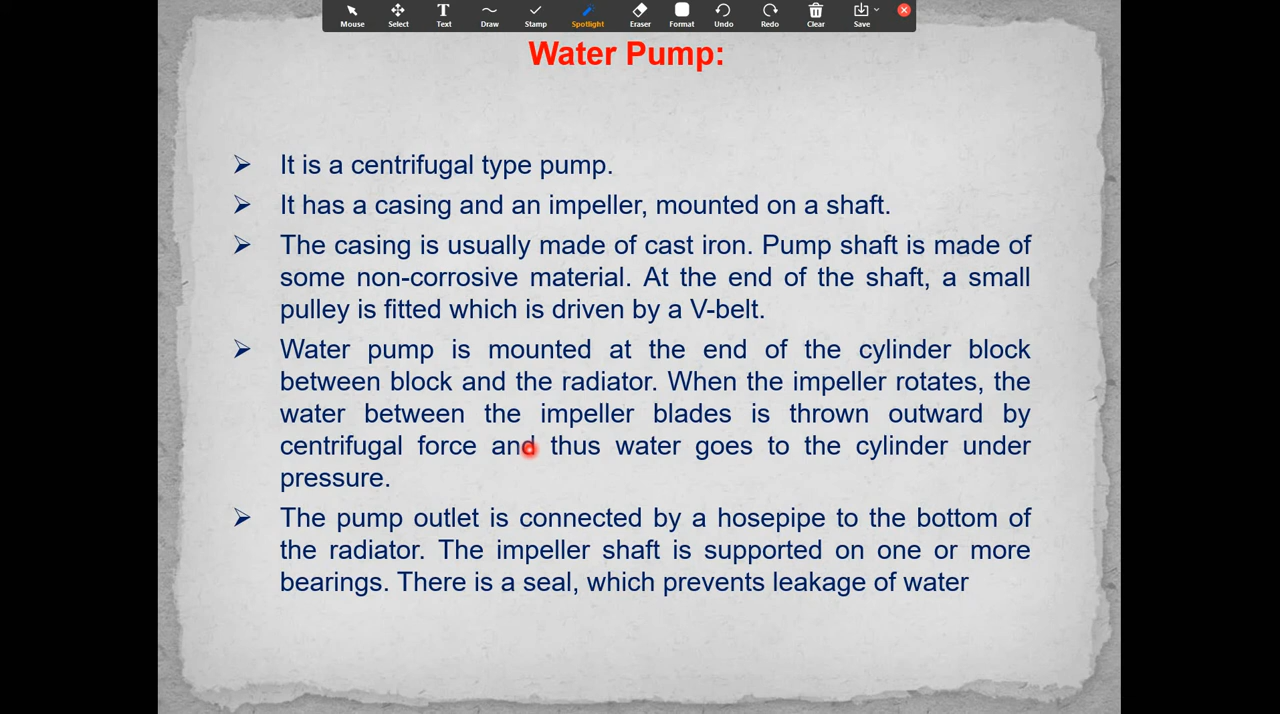 Mouse Select Text Draw Stamp Spotlight Eraser Format Undo Redo Clear Save
Water Pump:
It is a centrifugal type pump.
It has a casing and an impeller, mounted on a shaft.
The casing is usually made of cast iron. Pump shaft is made of
some non-corrosive material. At the end of the shaft, a small
pulley is fitted which is driven by a V-belt.
Water pump is mounted at the end of the cylinder block
between block and the radiator. When the impeller rotates, the
water between the impeller blades is thrown outward by
centrifugal force and thus water goes to the cylinder under
pressure.
The pump outlet is connected by a hosepipe to the bottom of
the radiator. The impeller shaft is supported on one or more
bearings. There is a seal, which prevents leakage of water